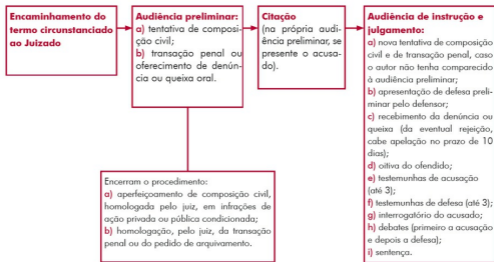 Encaminhamento do
termo circunstanciado
ao Juizado
Audiência preliminar:
a) tentativa de composi-
ção civil;
b) transação penal ou
oferecimento de denún-
cia ou queixa oral.
Citação
(na própria audi-
ência preliminar, se
presente o acusa-
do).
Audiência de instrução e
julgamento:
a) nova tentativa de composição
civil e de transação penal, caso
o autor não tenha comparecido
à audiência preliminar;
b) apresentação de defesa preli-
minar pelo defensor;
c) recebimento da denúncia ou
queixa (da eventual rejeição,
cabe apelação no prazo de 10
dias);
d) oitiva do ofendido;
e) testemunhas de acusação
(até 3);
f) testemunhas de defesa (até 3);
g) interrogatório do acusado;
h) debates (primeiro a acusação
e depois a defesa);
i) sentença.
Encerram o procedimento:
a) aperfeiçoamento de composição civil,
homologada pelo juiz, em infrações de
ação privada ou pública condicionada;
b) homologação, pelo juiz, da transação
penal ou do pedido de arquivamento.